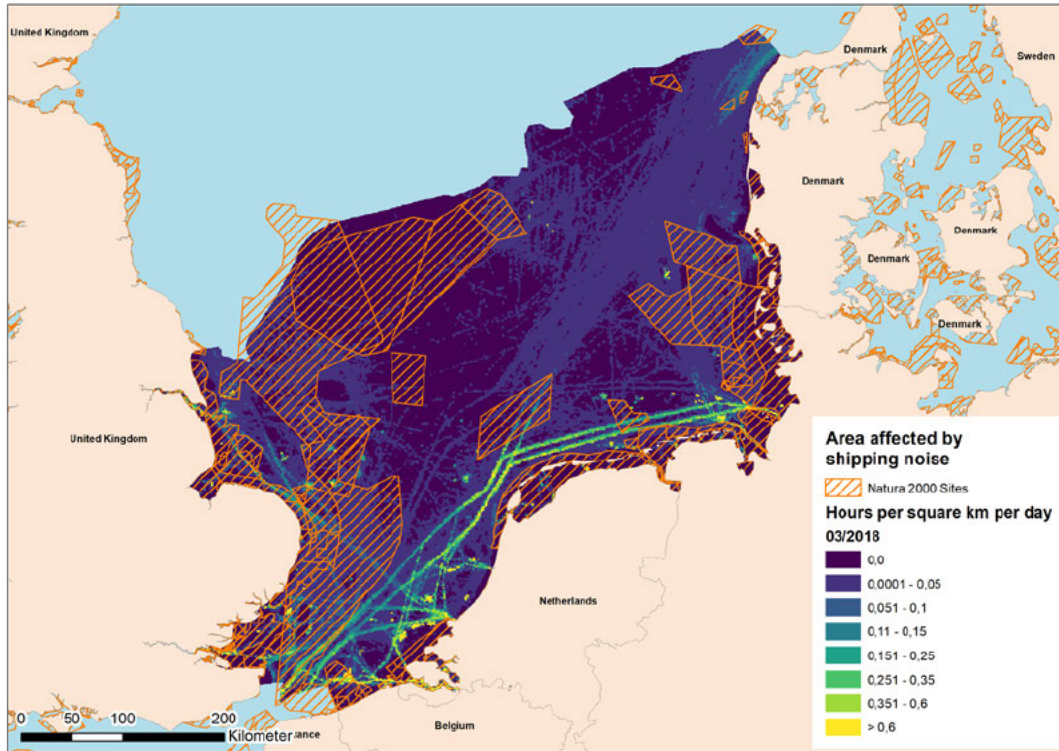 United Kingdom
Denmark
Sweden
Denmark
Denmark
Denmark
Denmark
United Kingdom
Netherlands
Belgium
ance
0 50 100 200
Kilometer
Area affected by
shipping noise
Natura 2000 Sites
Hours per square km per day
03/2018
0,0
0,0001 - 0,05
0,051 - 0,1
0,11 - 0,15
0,151 - 0,25
0,251 - 0,35
0,351 - 0,6
> 0,6